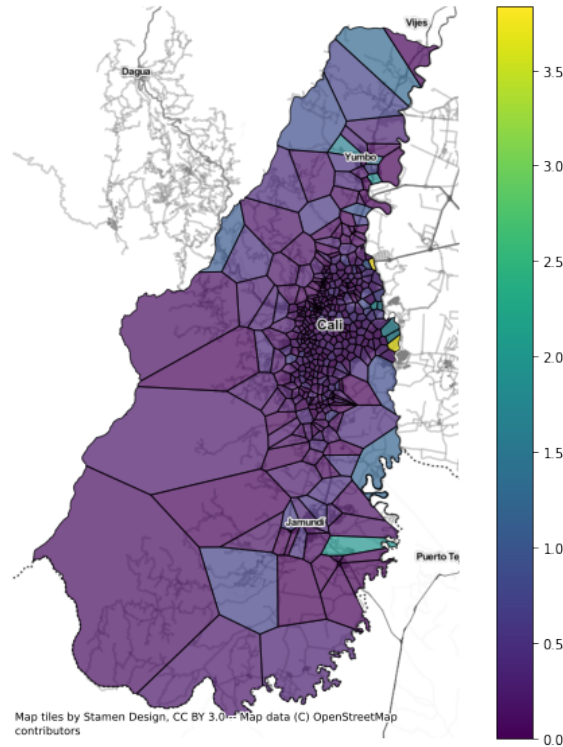 Vijes
Dagua
3.5
3.0
Yumbo
2.5
Cali
2.0
1.5
1.0
Jamundí
Puerto Te
0.5
Map tiles by Stamen Design, CC BY 3.0 -- Map data (C) OpenStreetMap
contributors
0.0